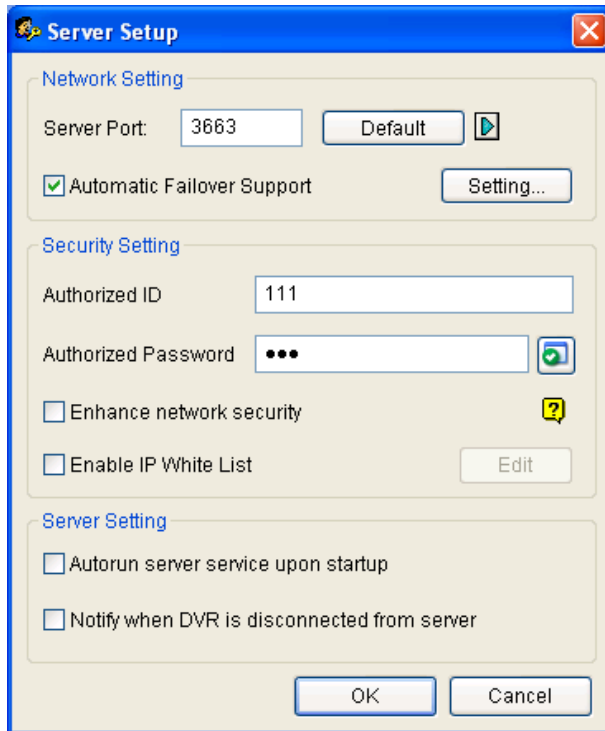 Server Setup
Network Setting
Server Port: 3663 Default
Automatic Failover Support Setting...
Security Setting
Authorized ID 111
Authorized Password •••
Enhance network security ?
Enable IP White List Edit
Server Setting
Autorun server service upon startup
Notify when DVR is disconnected from server
OK Cancel